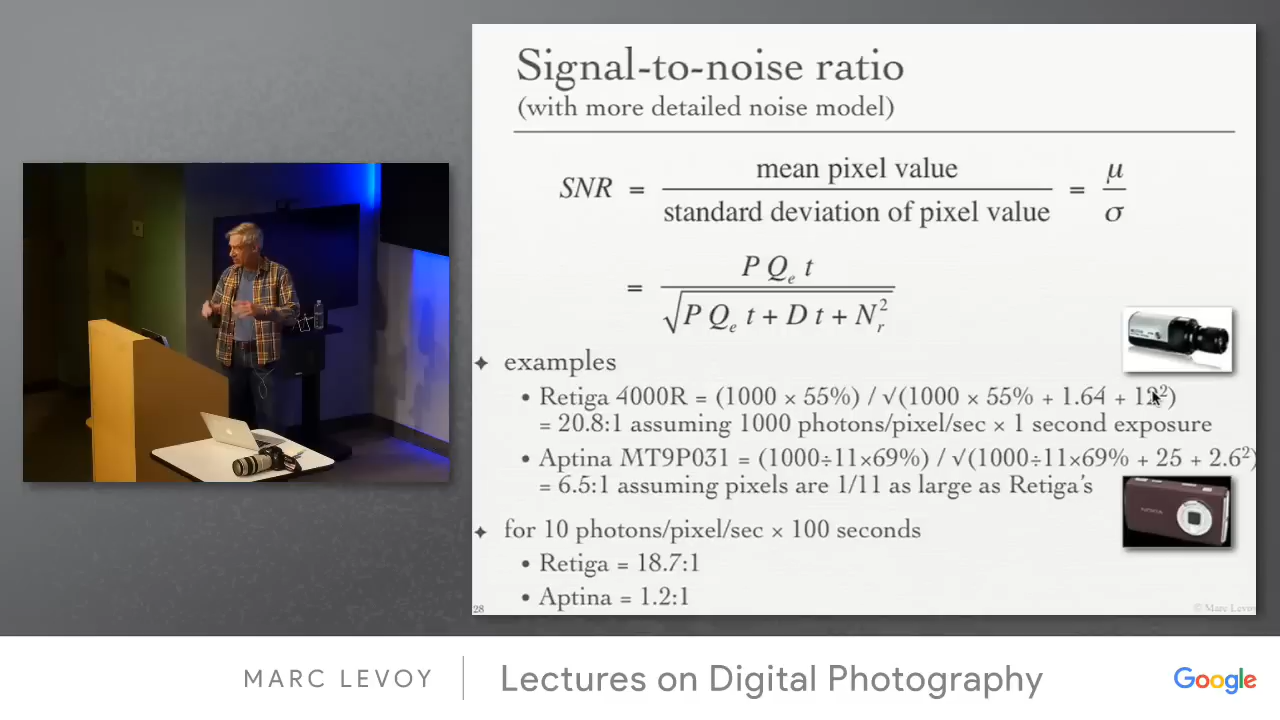 Signal-to-noise ratio
(with more detailed noise model)
SNR = mean pixel value / standard deviation of pixel value = μ / σ
= P Qₑ t / √(P Qₑ t + D t + Nᵣ²)
✦ examples
• Retiga 4000R = (1000 × 55%) / √(1000 × 55% + 1.64 + 12²)
= 20.8:1 assuming 1000 photons/pixel/sec × 1 second exposure
• Aptina MT9P031 = (1000÷11×69%) / √(1000÷11×69% + 25 + 2.6²)
= 6.5:1 assuming pixels are 1/11 as large as Retiga's
NOKIA
✦ for 10 photons/pixel/sec × 100 seconds
• Retiga = 18.7:1
• Aptina = 1.2:1
28
© Marc Levoy
MARC LEVOY
Lectures on Digital Photography
Google